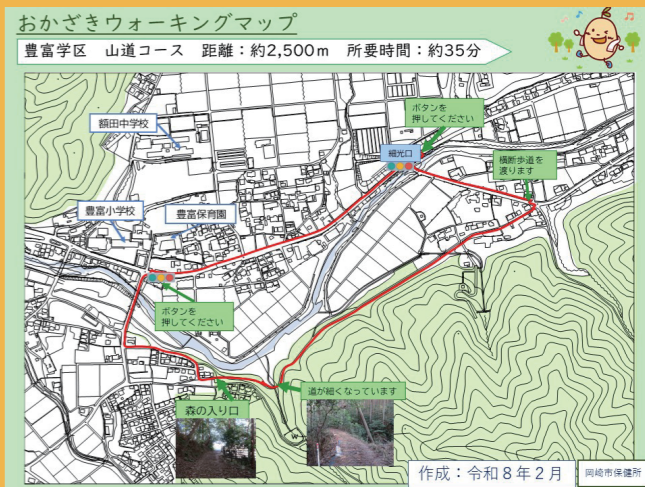 おかざきウォーキングマップ
豊富学区 山道コース 距離：約2,500m 所要時間：約35分
ボタンを
押してください
額田中学校
細光口
横断歩道を
渡ります
豊富小学校
豊富保育園
ボタンを
押してください
森の入り口
道が細くなっています
作成：令和8年2月
岡崎市保健所